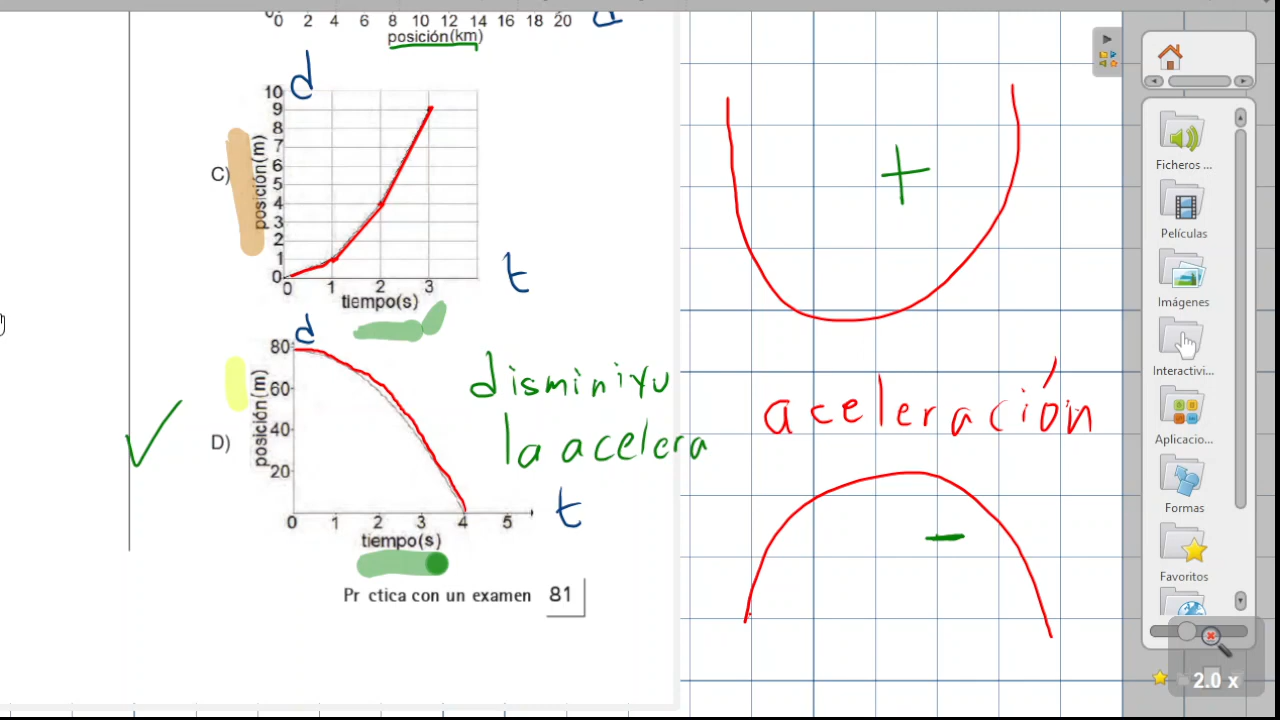 0 2 4 6 8 10 12 14 16 18 20
posición(km)
d
10
9
8
7
6
5
4
3
2
1
0
posición(m)
C)
0 1 2 3
tiempo(s)
t
d
80
60
40
20
posición(m)
D)
0 1 2 3 4 5
tiempo(s)
t
disminiyu
la acelera
Pr ctica con un examen 81
+
aceleración
-
Ficheros ...
Películas
Imágenes
Interactivi...
Aplicacio...
Formas
Favoritos
2.0 x